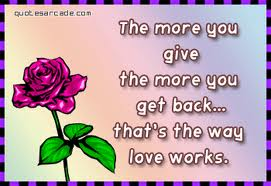 quotesarcade.com
The more you
give
the more you
get back...
that's the way
love works.